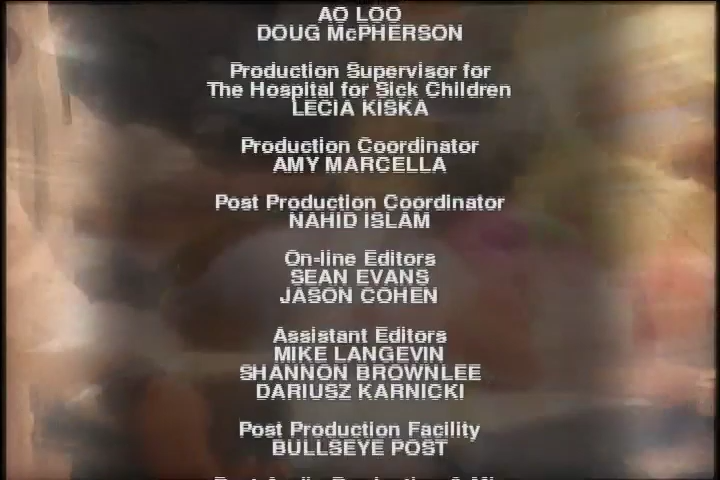 AO LOO
DOUG McPHERSON
Production Supervisor for
The Hospital for Sick Children
LECIA KISKA
Production Coordinator
AMY MARCELLA
Post Production Coordinator
NAHID ISLAM
On-line Editors
SEAN EVANS
JASON COHEN
Assistant Editors
MIKE LANGEVIN
SHANNON BROWNLEE
DARIUSZ KARNICKI
Post Production Facility
BULLSEYE POST